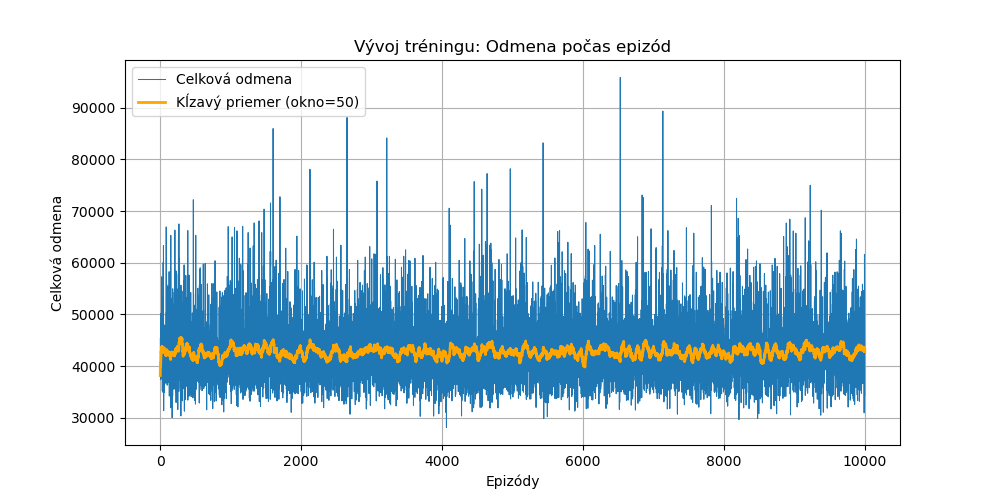 Vývoj tréningu: Odmena počas epizód
Celková odmena
Kĺzavý priemer (okno=50)
Celková odmena
90000
80000
70000
60000
50000
40000
30000
0
2000
4000
6000
8000
10000
Epizódy